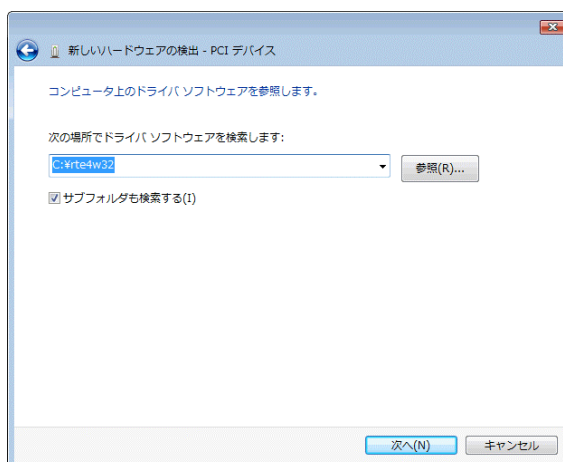 新しいハードウェアの検出 - PCI デバイス
コンピュータ上のドライバ ソフトウェアを参照します。
次の場所でドライバ ソフトウェアを検索します:
C:¥rte4w32
参照(R)...
サブフォルダも検索する(I)
次へ(N)
キャンセル